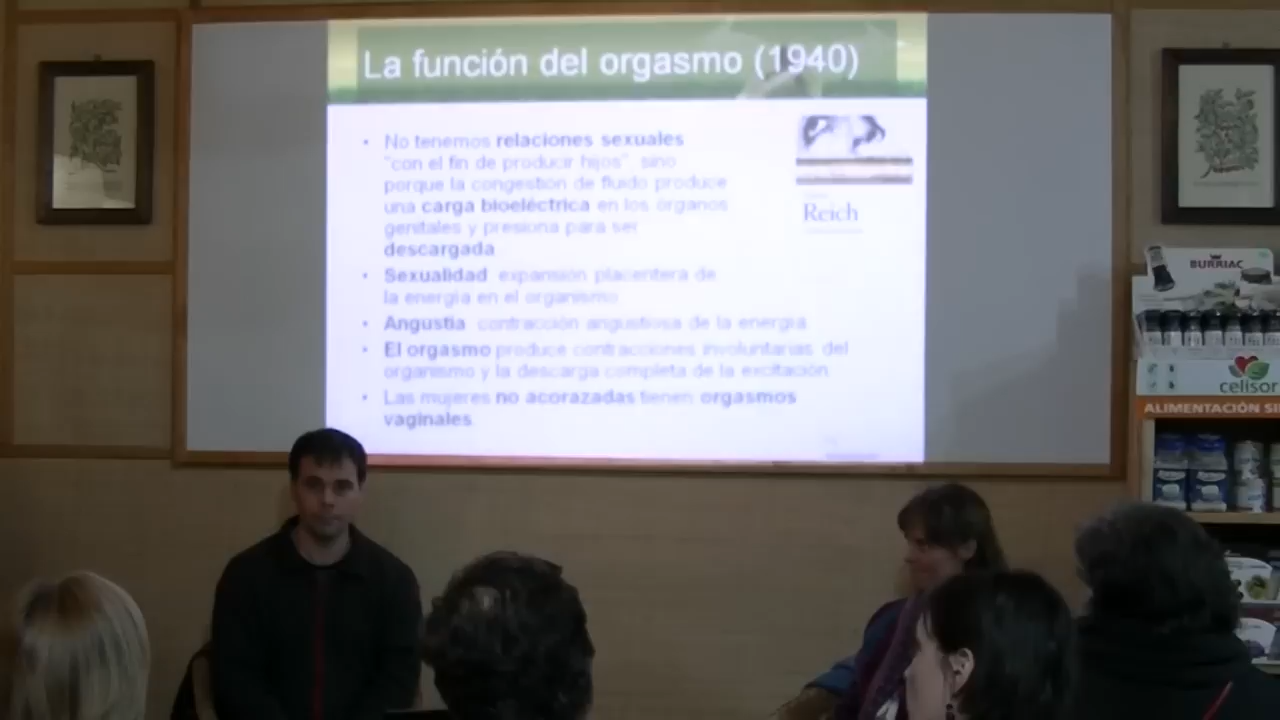 La función del orgasmo (1940)
• No tenemos relaciones sexuales
"con el fin de producir hijos", sino
porque la congestión de fluido produce
una carga bioeléctrica en los órganos
genitales y presiona para ser
descargada
• Sexualidad expansión placentera de
la energía en el organismo
• Angustia contracción angustiosa de la energía
• El orgasmo produce contracciones involuntarias del
organismo y la descarga completa de la excitación
• Las mujeres no acorazadas tienen orgasmos
vaginales
Reich
BURRIAC
celisor
ALIMENTACIÓN SI